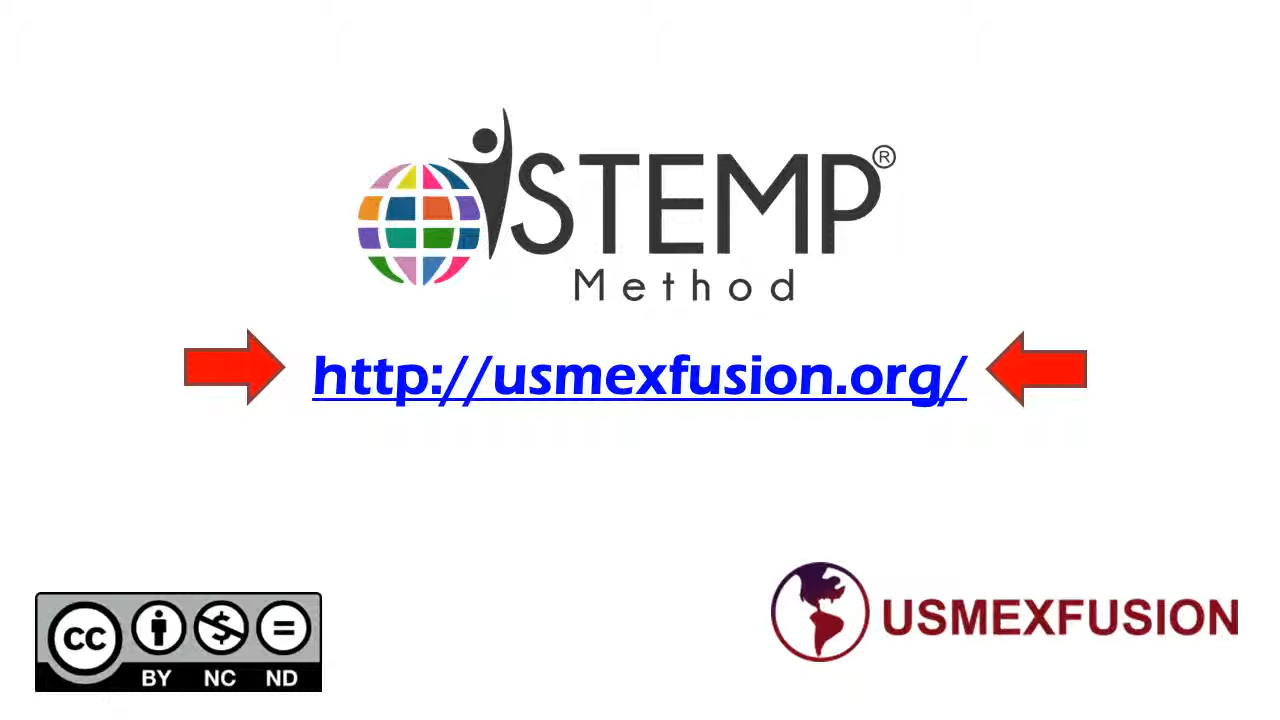 STEMP®
Method
http://usmexfusion.org/
USMEXFUSION
cc
BY NC ND